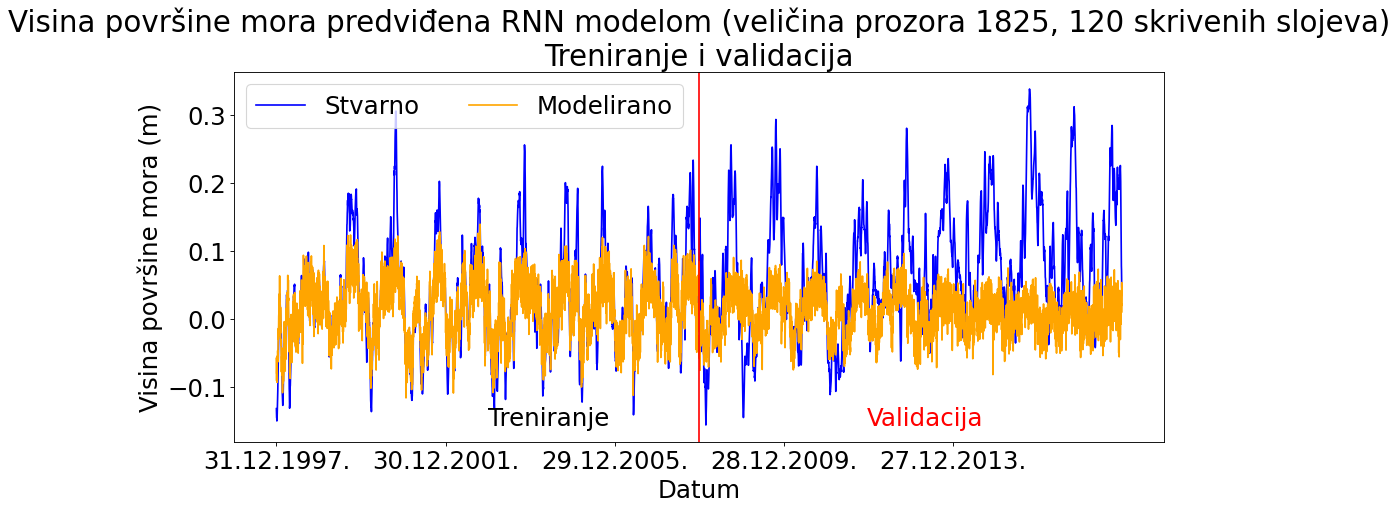 Visina površine mora predviđena RNN modelom (veličina prozora 1825, 120 skrivenih slojeva)
Treniranje i validacija
Stvarno
Modelirano
Visina površine mora (m)
0.3
0.2
0.1
0.0
−0.1
Treniranje
Validacija
31.12.1997.
30.12.2001.
29.12.2005.
28.12.2009.
27.12.2013.
Datum